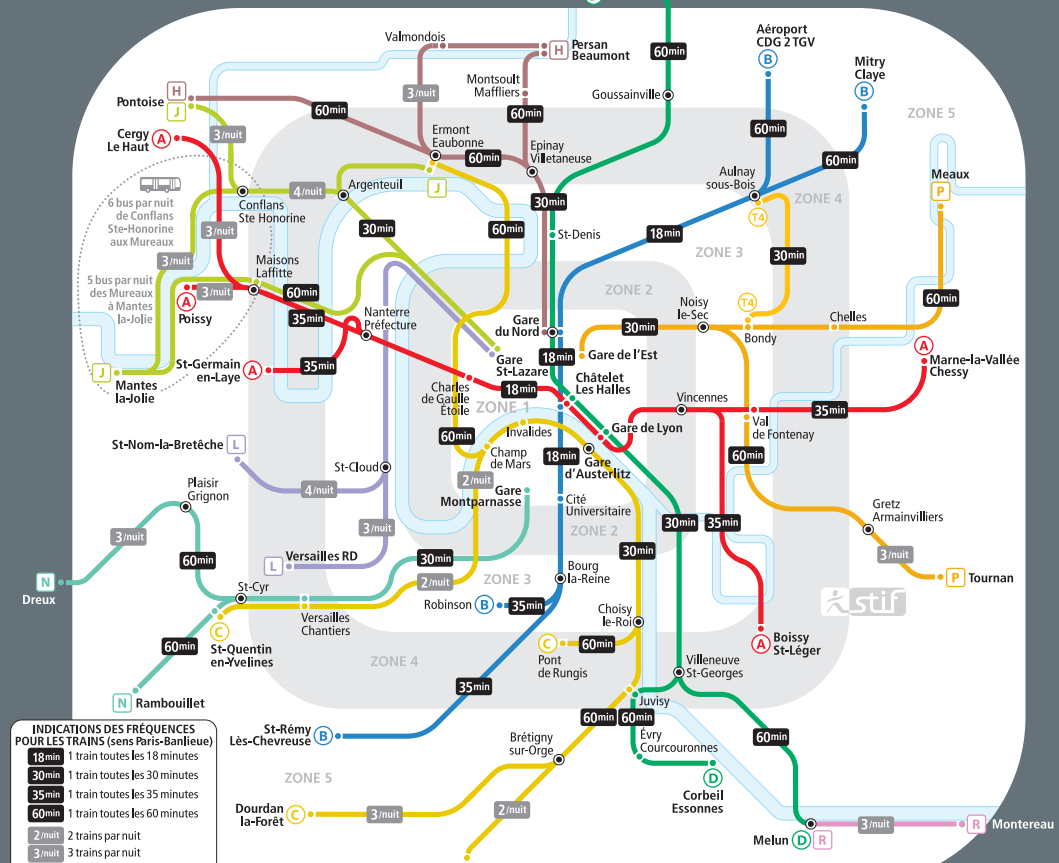 Valmondois
H
Persan
Beaumont
60min
Aéroport
CDG 2 TGV
B
Mitry
Claye
B
H
Pontoise
J
3/nuit
Montsoult
Maffliers
Goussainville
ZONE 5
Cergy
Le Haut
A
3/nuit
60min
60min
60min
60min
Ermont
Eaubonne
60min
Epinay
Villetaneuse
Aulnay
sous-Bois
Meaux
P
6 bus par nuit
de Conflans
Ste-Honorine
aux Mureaux
Conflans
Ste Honorine
4/nuit
Argenteuil
J
30min
T4
ZONE 4
3/nuit
3/nuit
30min
60min
St-Denis
18min
ZONE 3
30min
5 bus par nuit
des Mureaux
à Mantes
la-Jolie
Maisons
Laffitte
3/nuit
A
Poissy
60min
35min
Nanterre
Préfecture
ZONE 2
Noisy
le-Sec
T4
60min
Gare
du Nord
30min
Bondy
Chelles
J
Mantes
la-Jolie
St-Germain
en-Laye
A
35min
Gare
St-Lazare
18min
Gare de l'Est
A
Marne-la-Vallée
Chessy
Charles
de Gaulle
Étoile
18min
Châtelet
Les Halles
Vincennes
35min
ZONE 1
Gare de Lyon
Val
de Fontenay
St-Nom-la-Bretêche
L
60min
Invalides
Champ
de Mars
Gare
d'Austerlitz
18min
60min
St-Cloud
4/nuit
2/nuit
Gare
Montparnasse
Cité
Universitaire
Plaisir
Grignon
Gretz
Armainvilliers
3/nuit
3/nuit
ZONE 2
30min
35min
60min
30min
30min
3/nuit
L
Versailles RD
N
Dreux
2/nuit
ZONE 3
Bourg
la-Reine
P
Tournan
St-Cyr
Robinson
B
35min
stif
Versailles
Chantiers
Choisy
le-Roi
C
St-Quentin
en-Yvelines
C
60min
Pont
de Rungis
A
Boissy
St-Léger
60min
ZONE 4
Villeneuve
St-Georges
N
Rambouillet
35min
Juvisy
60min
60min
60min
St-Rémy
Lès-Chevreuse
B
Brétigny
sur-Orge
Évry
Courcouronnes
ZONE 5
D
Corbeil
Essonnes
Dourdan
la-Forêt
C
3/nuit
2/nuit
Melun
D
R
3/nuit
R
Montereau
INDICATIONS DES FRÉQUENCES
POUR LES TRAINS (sens Paris-Banlieue)
18min 1 train toutes les 18 minutes
30min 1 train toutes les 30 minutes
35min 1 train toutes les 35 minutes
60min 1 train toutes les 60 minutes
2/nuit 2 trains par nuit
3/nuit 3 trains par nuit